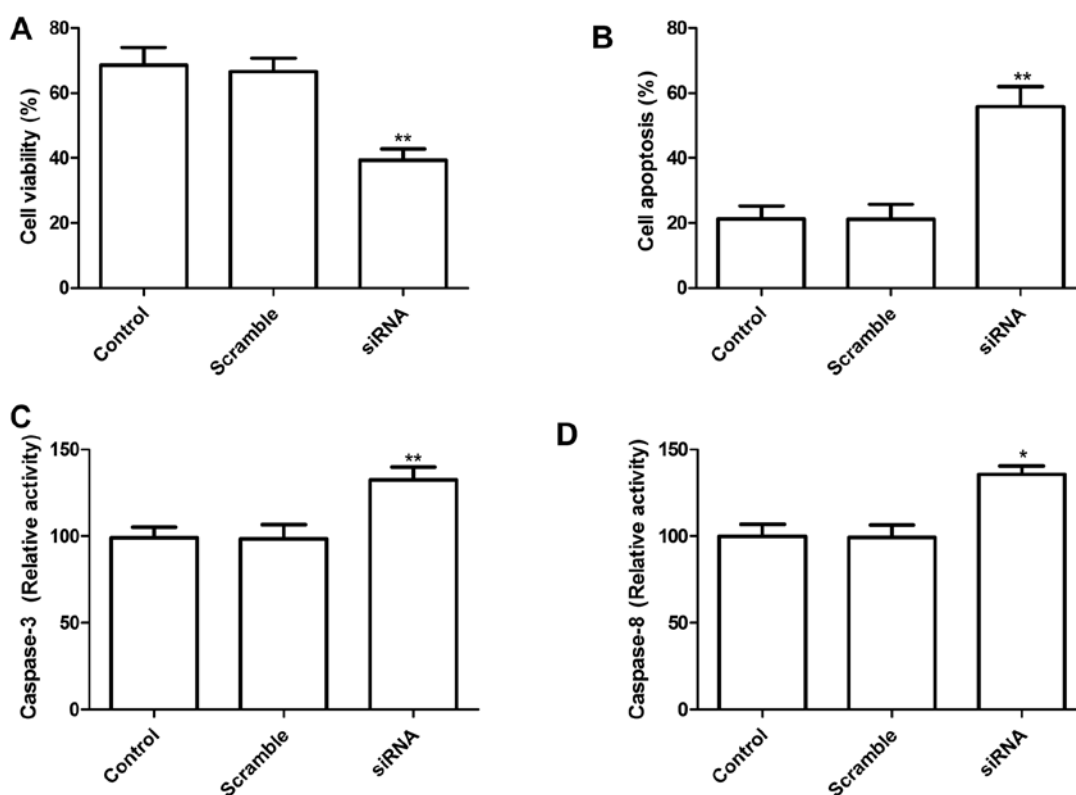 A
Cell viability (%)
80
60
40
20
0
**
Control
Scramble
siRNA
B
Cell apoptosis (%)
80
60
40
20
0
**
Control
Scramble
siRNA
C
Caspase-3 (Relative activity)
150
100
50
0
**
Control
Scramble
siRNA
D
Caspase-8 (Relative activity)
150
100
50
0
*
Control
Scramble
siRNA